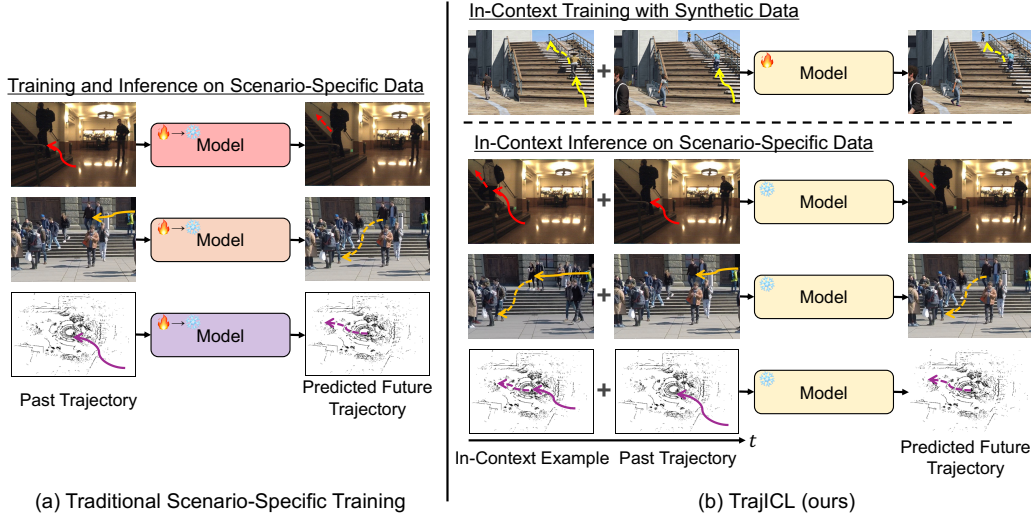 Training and Inference on Scenario-Specific Data
Model
Model
Model
Past Trajectory
Predicted Future
Trajectory
(a) Traditional Scenario-Specific Training
In-Context Training with Synthetic Data
+
Model
In-Context Inference on Scenario-Specific Data
+
Model
+
Model
+
Model
t
In-Context Example
Past Trajectory
Predicted Future
Trajectory
(b) TrajICL (ours)